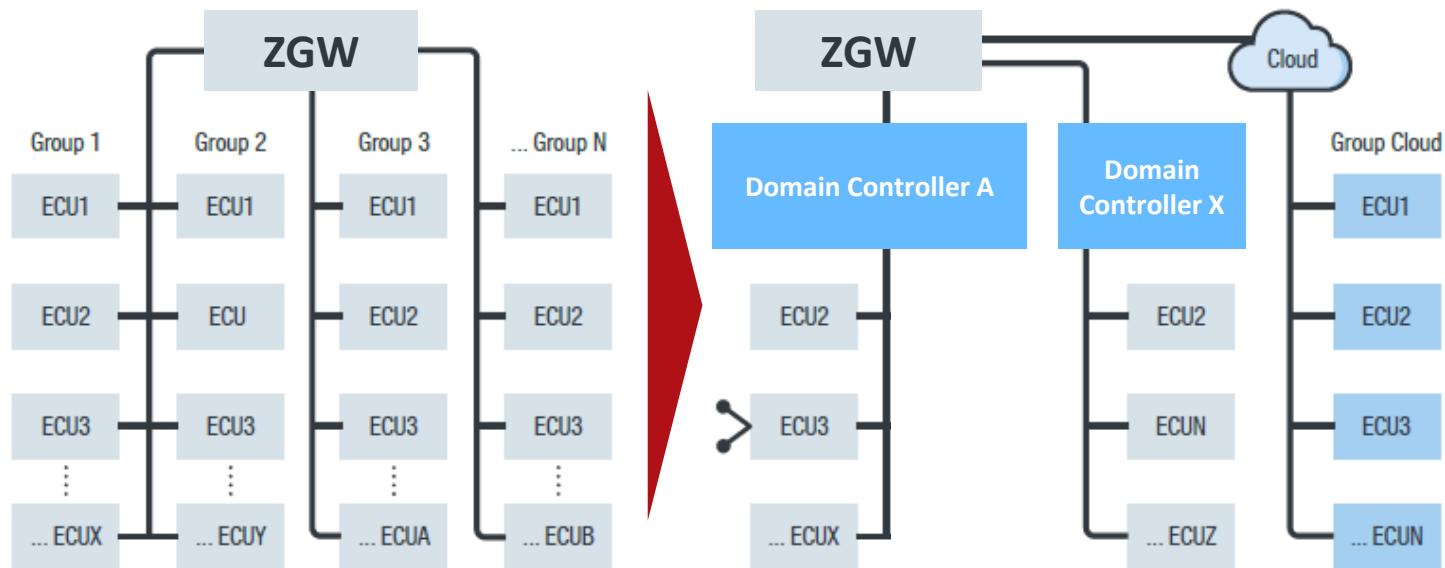 ZGW
Group 1
Group 2
Group 3
... Group N
ECU1
ECU1
ECU1
ECU1
ECU2
ECU
ECU2
ECU2
ECU3
ECU3
ECU3
ECU3
... ECUX
... ECUY
... ECUA
... ECUB
ZGW
Cloud
Domain Controller A
Domain
Controller X
Group Cloud
ECU1
ECU2
ECU2
ECU2
ECU3
ECUN
ECU3
... ECUX
... ECUZ
... ECUN